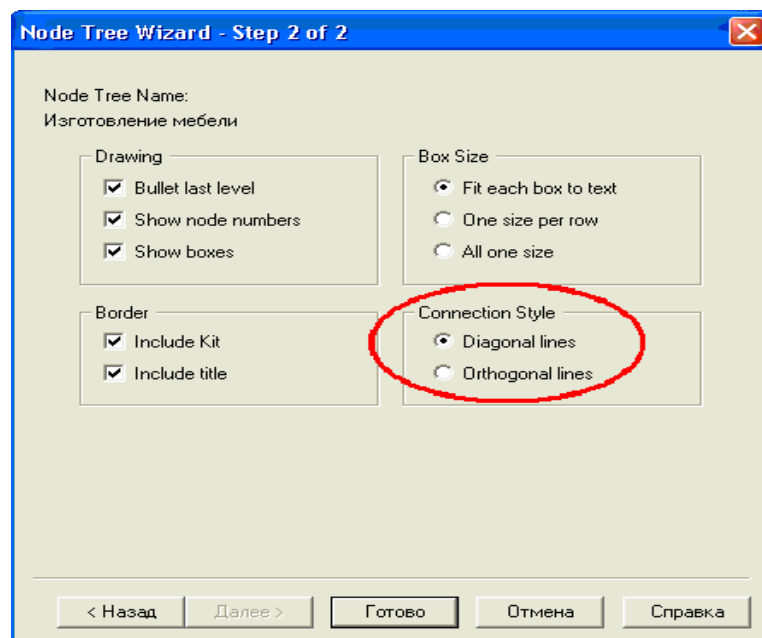 Node Tree Wizard - Step 2 of 2
Node Tree Name:
Изготовление мебели
Drawing
Bullet last level
Show node numbers
Show boxes
Box Size
Fit each box to text
One size per row
All one size
Border
Include Kit
Include title
Connection Style
Diagonal lines
Orthogonal lines
< Назад
Далее >
Готово
Отмена
Справка